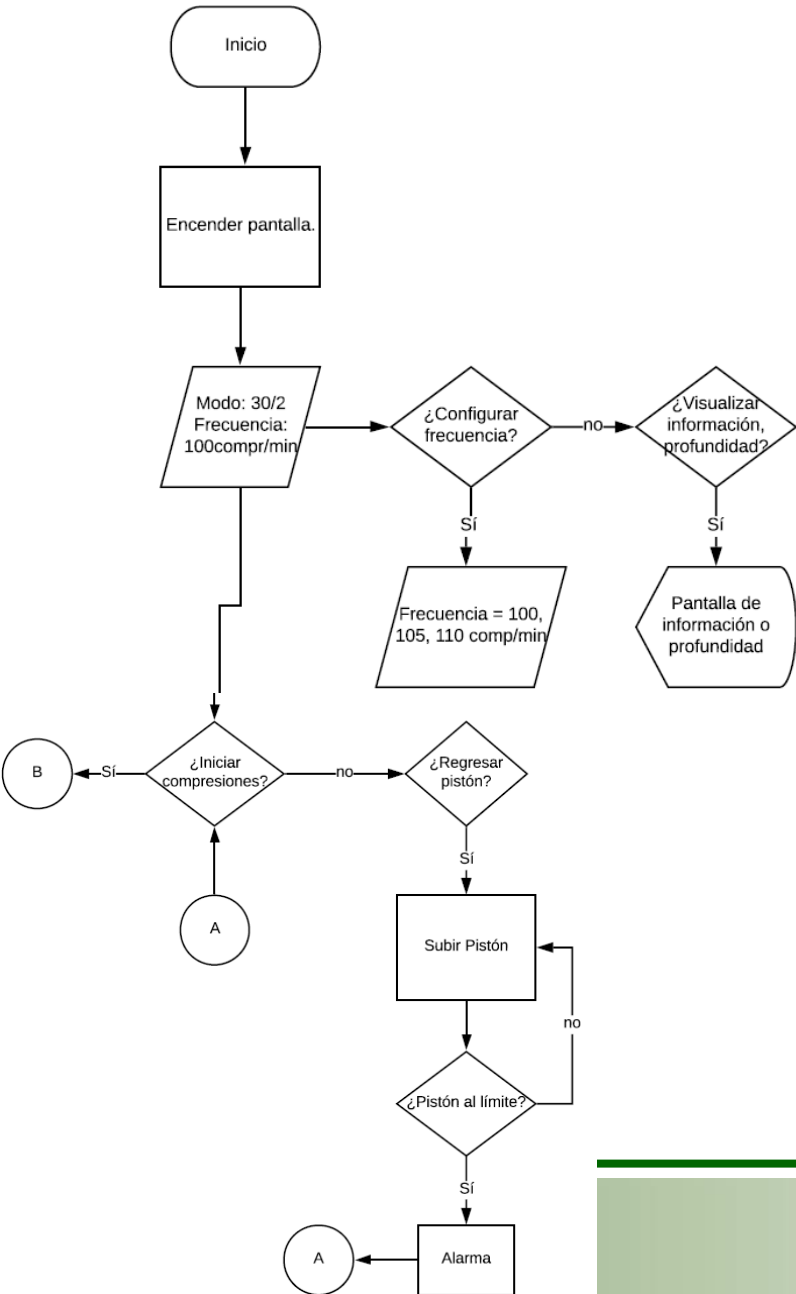 Inicio
Encender pantalla.
Modo: 30/2
Frecuencia:
100compr/min
¿Configurar
frecuencia?
no
¿Visualizar
información,
profundidad?
Sí
Sí
Frecuencia = 100,
105, 110 comp/min
Pantalla de
información o
profundidad
B
Sí
¿Iniciar
compresiones?
no
¿Regresar
pistón?
Sí
A
Subir Pistón
no
¿Pistón al límite?
Sí
A
Alarma